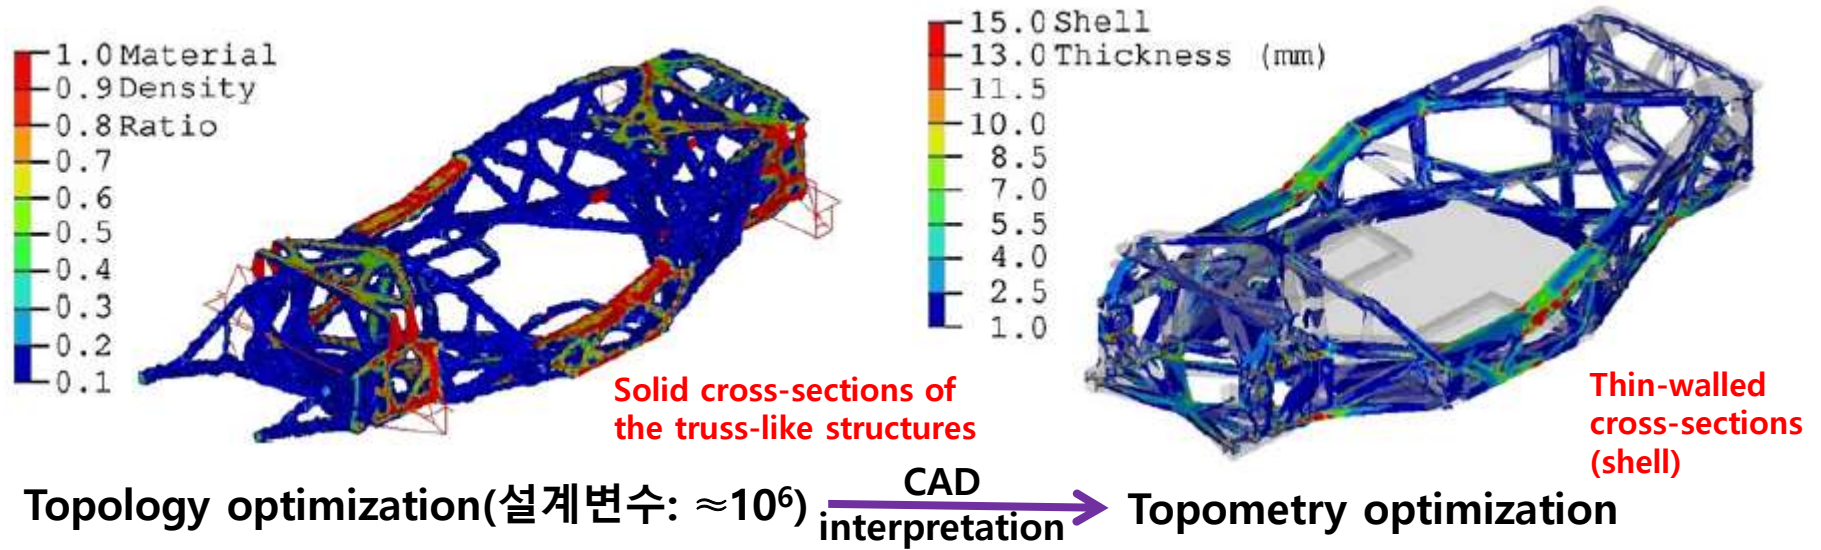 1.0 Material
0.9 Density
0.8 Ratio
0.7
0.6
0.5
0.4
0.3
0.2
0.1
Solid cross-sections of
the truss-like structures
15.0 Shell
13.0 Thickness (mm)
11.5
10.0
8.5
7.0
5.5
4.0
2.5
1.0
Thin-walled
cross-sections
(shell)
Topology optimization(설계변수: ≈10⁶)
CAD
interpretation
Topometry optimization